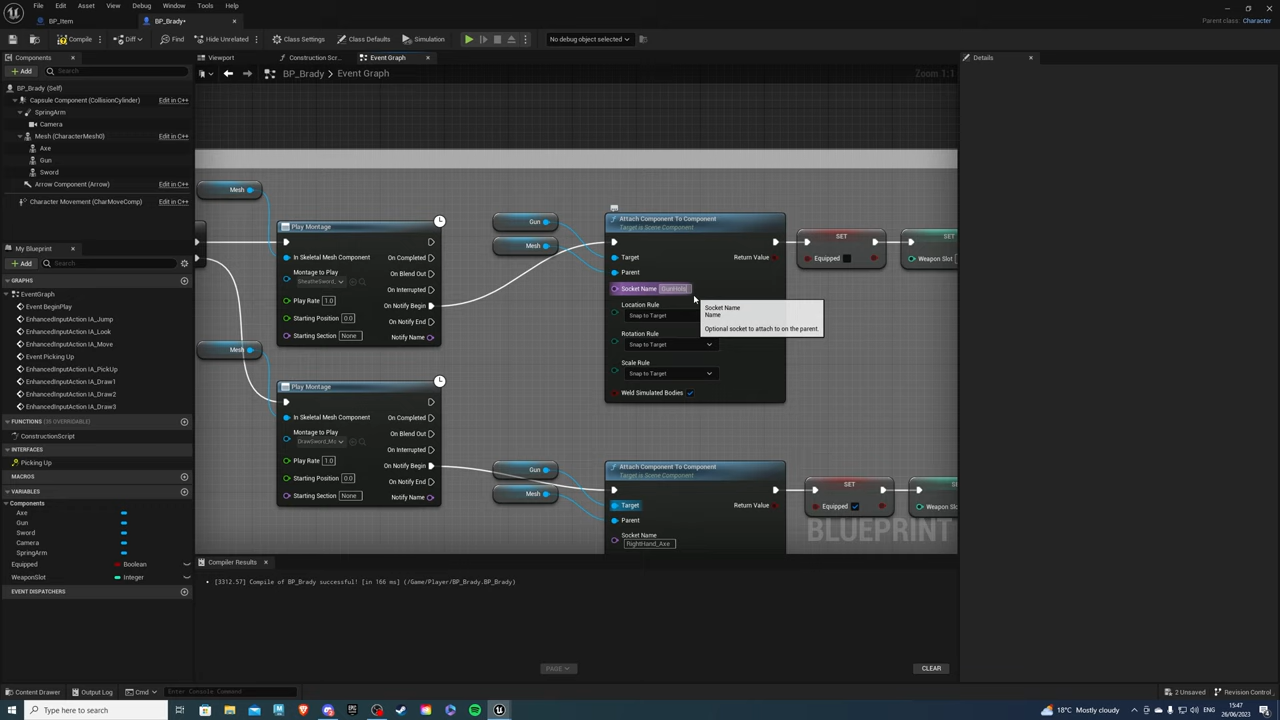 File Edit Asset View Debug Window Tools Help
BP_Item BP_Brady•
Parent class: Character
Compile Diff Find Hide Unrelated Class Settings Class Defaults Simulation No debug object selected
Components Viewport Construction Scr... Event Graph Details
Add Search BP_Brady > Event Graph Zoom 1:1
BP_Brady (Self)
Capsule Component (CollisionCylinder) Edit in C++
SpringArm
Camera
Mesh (CharacterMesh0) Edit in C++
Axe
Gun
Sword
Arrow Component (Arrow) Edit in C++
Character Movement (CharMoveComp) Edit in C++
My Blueprint
Add Search
GRAPHS
EventGraph
Event BeginPlay
EnhancedInputAction IA_Jump
EnhancedInputAction IA_Look
EnhancedInputAction IA_Move
Event Picking Up
EnhancedInputAction IA_PickUp
EnhancedInputAction IA_Draw1
EnhancedInputAction IA_Draw2
EnhancedInputAction IA_Draw3
FUNCTIONS (35 OVERRIDABLE)
ConstructionScript
INTERFACES
Picking Up
MACROS
VARIABLES
Components
Axe
Gun
Sword
Camera
SpringArm
Equipped Boolean
WeaponSlot Integer
EVENT DISPATCHERS
Mesh
Play Montage
In Skeletal Mesh Component On Completed
Montage to Play On Blend Out
SheatheSword_ On Interrupted
Play Rate 1.0 On Notify Begin
Starting Position 0.0 On Notify End
Starting Section None Notify Name
Mesh
Play Montage
In Skeletal Mesh Component On Completed
Montage to Play On Blend Out
DrawSword_Mo On Interrupted
Play Rate 1.0 On Notify Begin
Starting Position 0.0 On Notify End
Starting Section None Notify Name
Gun
Mesh
Attach Component To Component
Target is Scene Component
Target Return Value
Parent
Socket Name GunHols
Location Rule
Snap to Target
Rotation Rule
Snap to Target
Scale Rule
Snap to Target
Weld Simulated Bodies
Socket Name
Name
Optional socket to attach to on the parent.
SET
Equipped
SET
Weapon Slot
Gun
Mesh
Attach Component To Component
Target is Scene Component
Target Return Value
Parent
Socket Name
RightHand_Axe
SET
Equipped
Weapon Slo
BLUEPRINT
Compiler Results
[3312.57] Compile of BP_Brady successful! [in 166 ms] (/Game/Player/BP_Brady.BP_Brady)
PAGE CLEAR
Content Drawer Output Log Cmd Enter Console Command 2 Unsaved Revision Control
Type here to search 18°C Mostly cloudy 15:47
26/06/2023